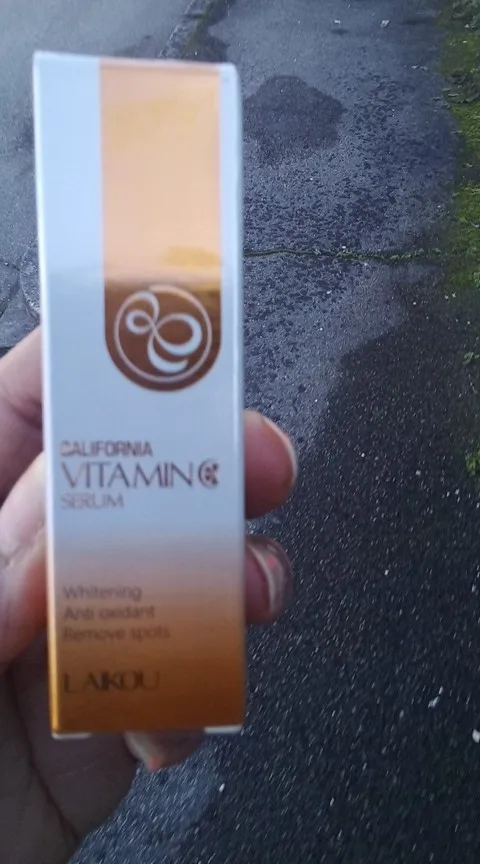 CALIFORNIA
VITAMIN C
SERUM
Whitening
Anti oxidant
Remove spots
LAIKOU